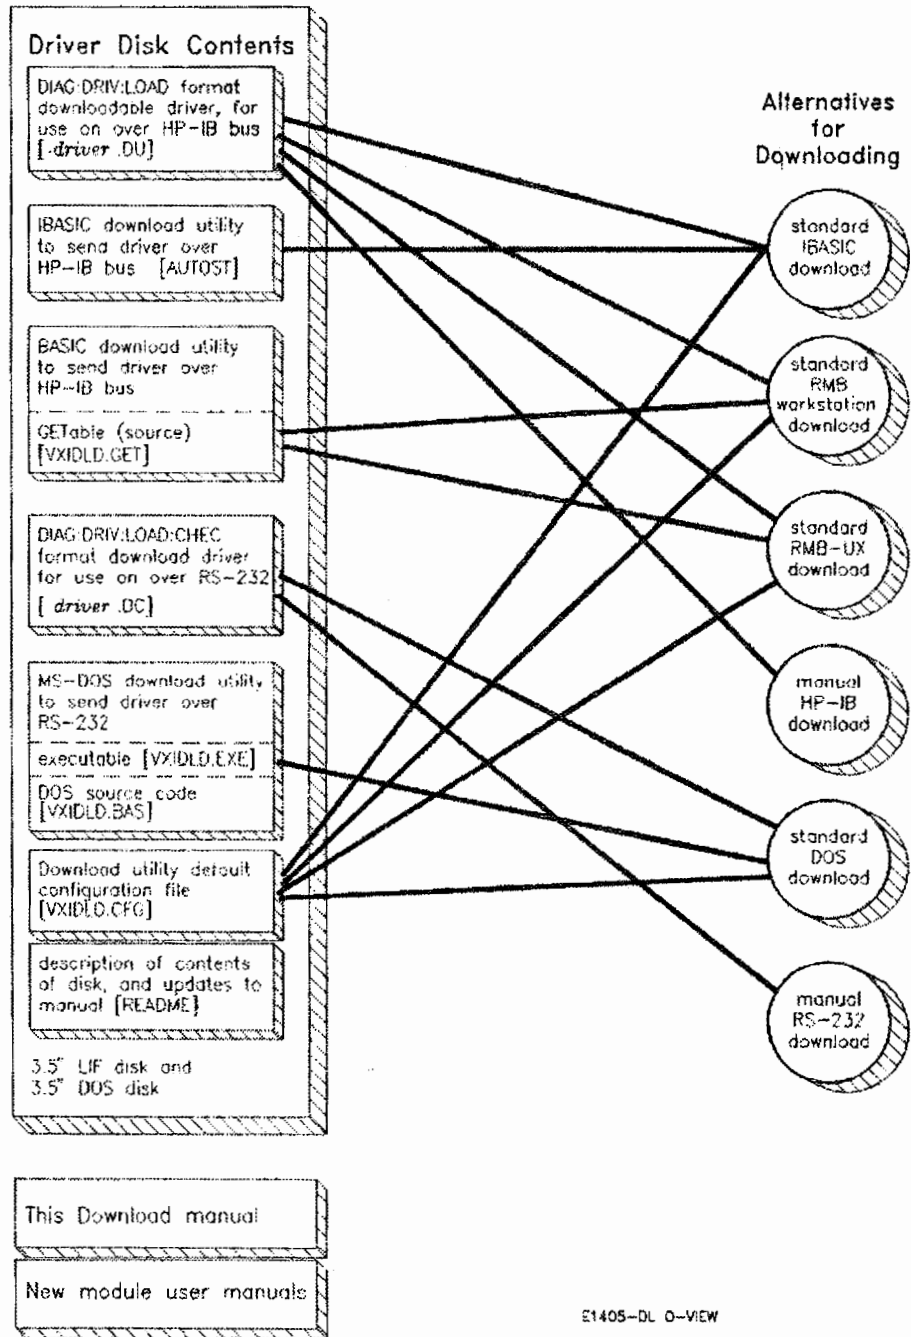 Driver Disk Contents
DIAG:DRIV:LOAD format
downloadable driver, for
use on over HP-IB bus
[.driver .DU]
IBASIC download utility
to send driver over
HP-IB bus [AUTOST]
BASIC download utility
to send driver over
HP-IB bus
GETable (source)
[VXIDLD.GET]
DIAG:DRIV:LOAD:CHEC
format download driver
for use on over RS-232
[ driver .DC]
MS-DOS download utility
to send driver over
RS-232
executable [VXIDLD.EXE]
DOS source code
[VXIDLD.BAS]
Download utility default
configuration file
[VXIDLD.CFG]
description of contents
of disk, and updates to
manual [README]
3.5" LIF disk and
3.5" DOS disk
This Download manual
New module user manuals
Alternatives
for
Downloading
standard
IBASIC
download
standard
RMB
workstation
download
standard
RMB-UX
download
manual
HP-IB
download
standard
DOS
download
manual
RS-232
download
E1405-DL O-VIEW